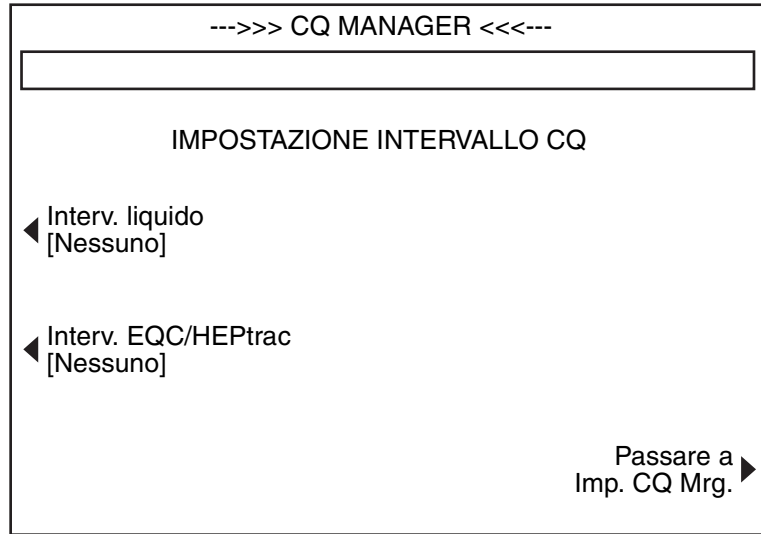 --->>> CQ MANAGER <<<---
IMPOSTAZIONE INTERVALLO CQ
Interv. liquido
[Nessuno]
Interv. EQC/HEPtrac
[Nessuno]
Passare a
Imp. CQ Mrg.